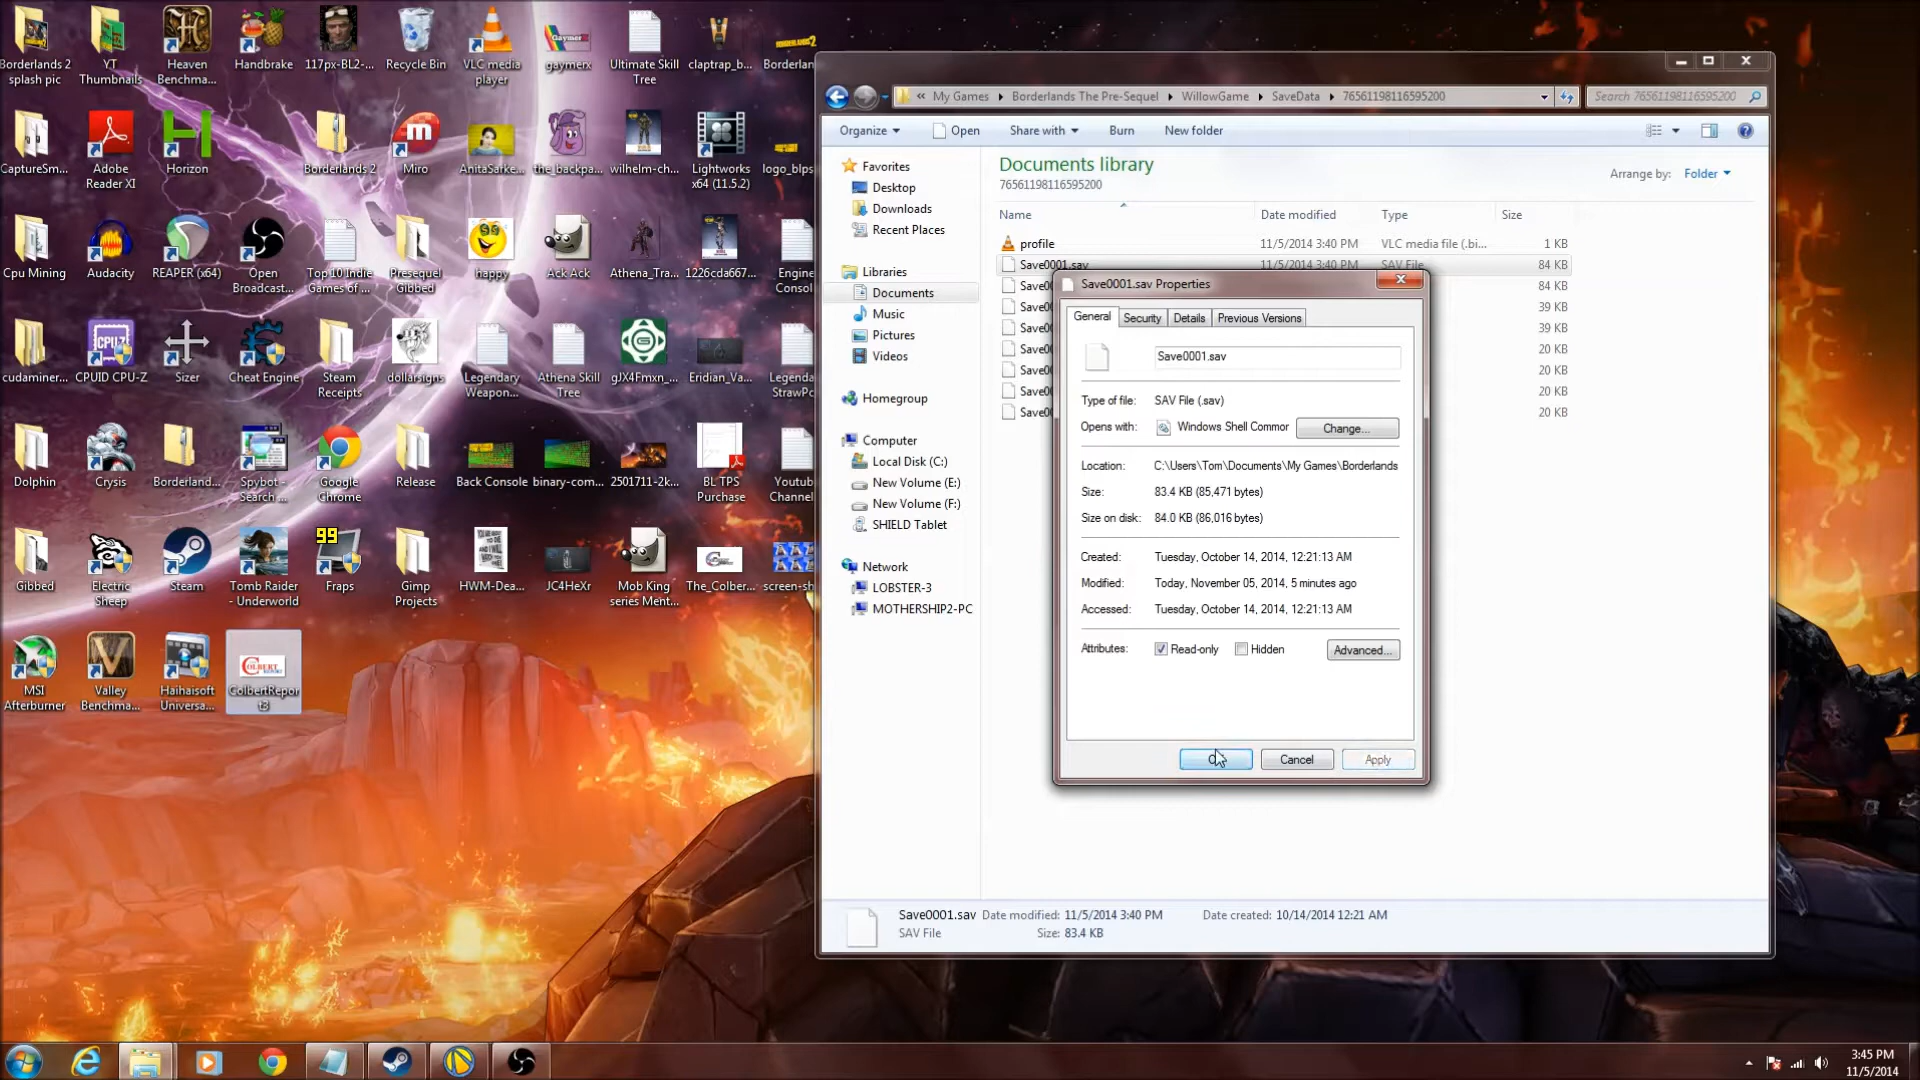 Borderlands 2 splash pic
YT Thumbnails
Heaven Benchma...
Handbrake
117px-BL2-...
Recycle Bin
VLC media player
gaymerx
Ultimate Skill Tree
claptrap_b...
Borderlan
CaptureSm...
Adobe Reader XI
Horizon
Borderlands 2
Miro
AnitaSarke...
the_backpa...
wilhelm-ch...
Lightworks x64 (11.5.2)
logo_blps
Cpu Mining
Audacity
REAPER (x64)
Open Broadcast...
Top 10 Indie Games of ...
Presequel Gibbed
happy
Ack Ack
Athena_Tra...
1226cda667...
Engine Consol
cudaminer...
CPUID CPU-Z
Sizer
Cheat Engine
Steam Receipts
dollarsigns
Legendary Weapon...
Athena Skill Tree
gJX4Fmxn_...
Eridian_Va...
Legenda StrawPc
Dolphin
Crysis
Borderland...
Spybot - Search ...
Google Chrome
Release
Back Console
binary-com...
2501711-2k...
BL TPS Purchase
Youtub Channel
Gibbed
Electric Sheep
Steam
Tomb Raider - Underworld
99
Fraps
Gimp Projects
HWM-Dea...
JC4HeXr
Mob King series Ment...
The_Colber...
screen-sh
MSI Afterburner
Valley Benchma...
Haihaisoft Universa...
COLBERT REPORT
ColbertRepor t3
« My Games Borderlands The Pre-Sequel WillowGame SaveData 76561198116595200
Search 76561198116595200
Organize Open Share with Burn New folder
Favorites
Desktop
Downloads
Recent Places
Libraries
Documents
Music
Pictures
Videos
Homegroup
Computer
Local Disk (C:)
New Volume (E:)
New Volume (F:)
SHIELD Tablet
Network
LOBSTER-3
MOTHERSHIP2-PC
Documents library
76561198116595200
Arrange by: Folder
Name Date modified Type Size
profile 11/5/2014 3:40 PM VLC media file (.bi... 1 KB
Save0001.sav 11/5/2014 3:40 PM SAV File 84 KB
Save0 84 KB
Save0 39 KB
Save0 39 KB
Save0 20 KB
Save0 20 KB
Save0 20 KB
Save0 20 KB
Save0001.sav Properties
General Security Details Previous Versions
Save0001.sav
Type of file: SAV File (.sav)
Opens with: Windows Shell Commor Change...
Location: C:\Users\Tom\Documents\My Games\Borderlands
Size: 83.4 KB (85,471 bytes)
Size on disk: 84.0 KB (86,016 bytes)
Created: Tuesday, October 14, 2014, 12:21:13 AM
Modified: Today, November 05, 2014, 5 minutes ago
Accessed: Tuesday, October 14, 2014, 12:21:13 AM
Attributes: Read-only Hidden Advanced...
Cancel Apply
Save0001.sav Date modified: 11/5/2014 3:40 PM Date created: 10/14/2014 12:21 AM
SAV File Size: 83.4 KB
3:45 PM
11/5/2014